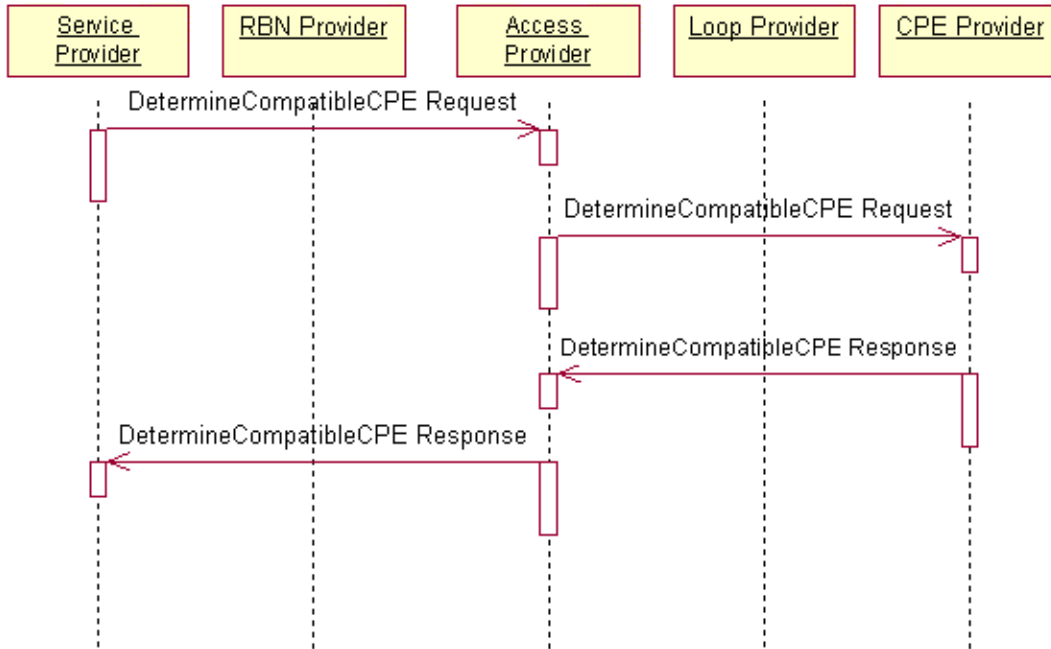 Service
Provider
RBN Provider
Access
Provider
Loop Provider
CPE Provider
DetermineCompatibleCPE Request
DetermineCompatibleCPE Request
DetermineCompatibleCPE Response
DetermineCompatibleCPE Response